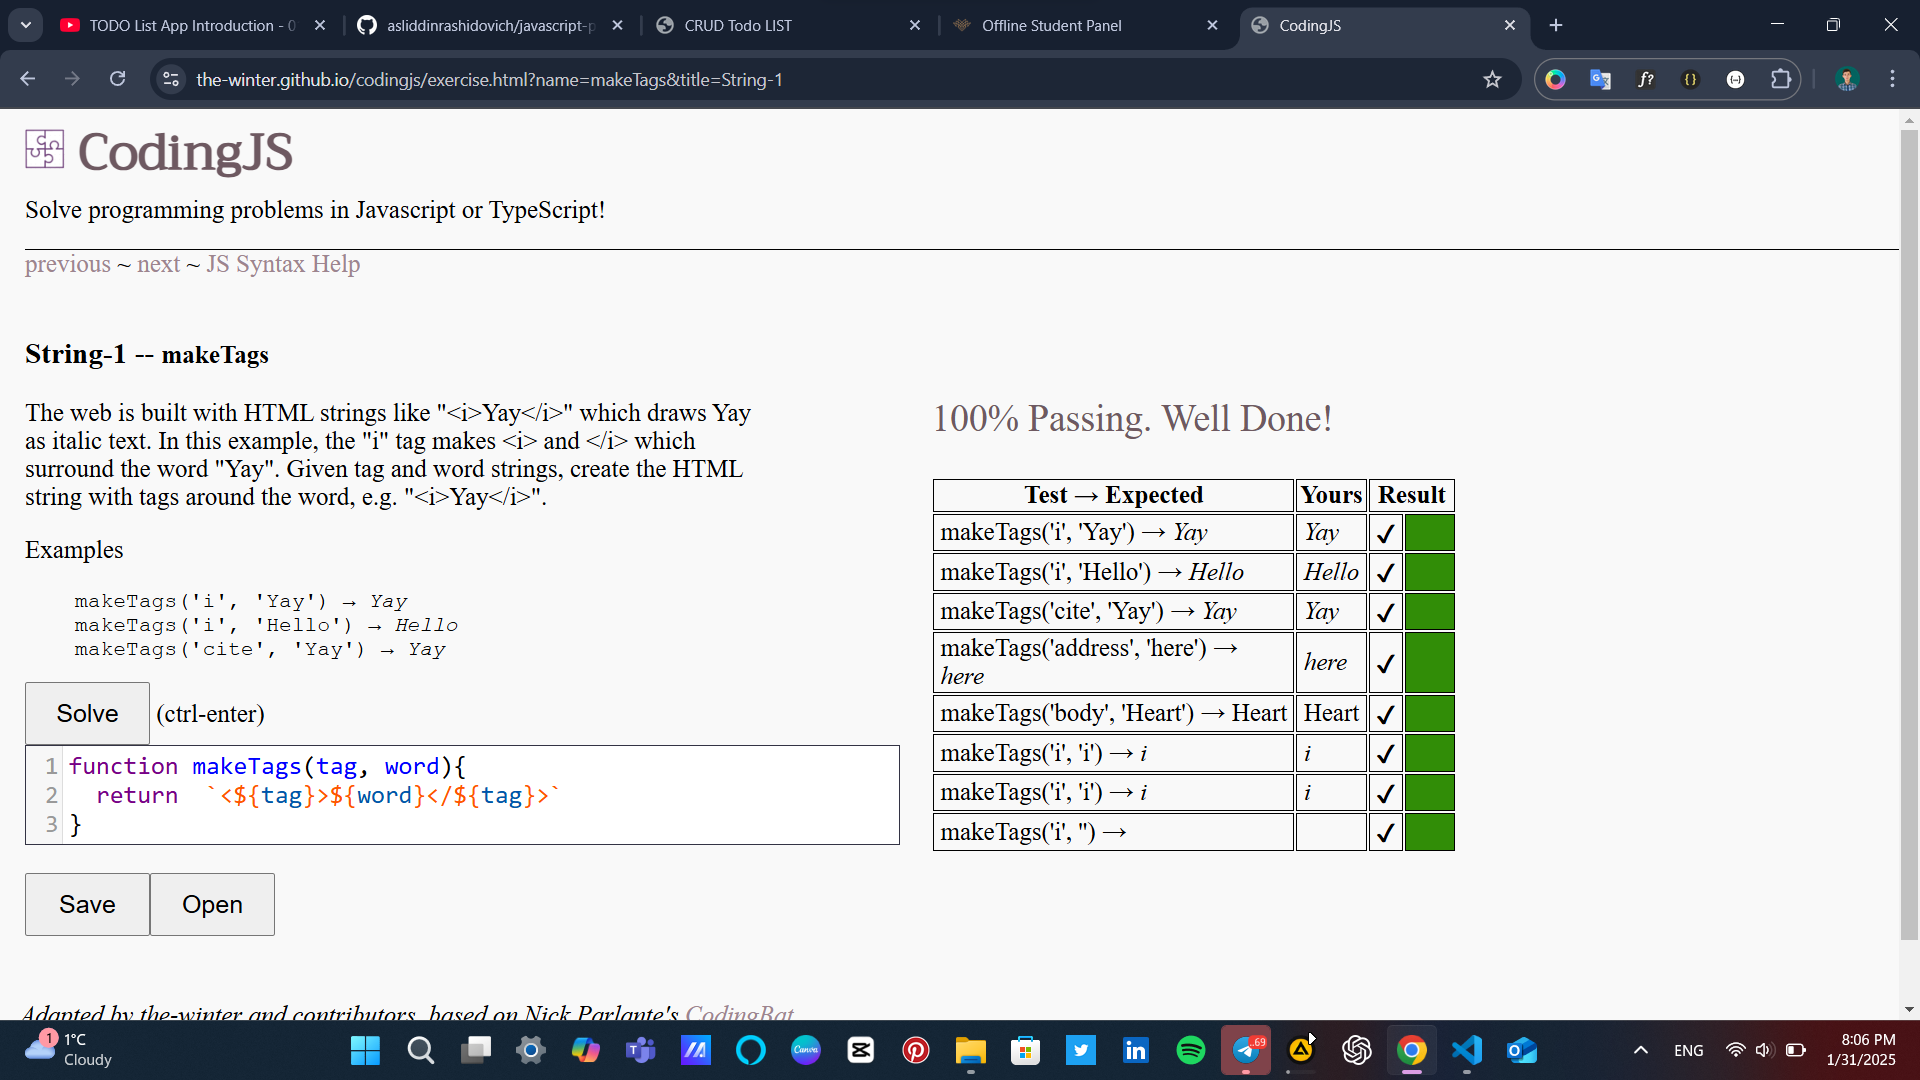 TODO List App Introduction - 0
asliddinrashidovich/javascript-p
CRUD Todo LIST
Offline Student Panel
CodingJS
the-winter.github.io/codingjs/exercise.html?name=makeTags&title=String-1
CodingJS
Solve programming problems in Javascript or TypeScript!
previous ~ next ~ JS Syntax Help
String-1 -- makeTags
The web is built with HTML strings like "<i>Yay</i>" which draws Yay
as italic text. In this example, the "i" tag makes <i> and </i> which
surround the word "Yay". Given tag and word strings, create the HTML
string with tags around the word, e.g. "<i>Yay</i>".
Examples
makeTags('i', 'Yay') → Yay
makeTags('i', 'Hello') → Hello
makeTags('cite', 'Yay') → Yay
Solve (ctrl-enter)
1 function makeTags(tag, word){
2 return `<${tag}>${word}</${tag}>`
3 }
Save Open
100% Passing. Well Done!
Test → Expected Yours Result
makeTags('i', 'Yay') → Yay Yay ✔
makeTags('i', 'Hello') → Hello Hello ✔
makeTags('cite', 'Yay') → Yay Yay ✔
makeTags('address', 'here') →
here here ✔
makeTags('body', 'Heart') → Heart Heart ✔
makeTags('i', 'i') → i i ✔
makeTags('i', 'i') → i i ✔
makeTags('i', '') → ✔
Adapted by the-winter and contributors, based on Nick Parlante's CodingBat
1
1°C
Cloudy
Canva
..69
ENG
8:06 PM
1/31/2025